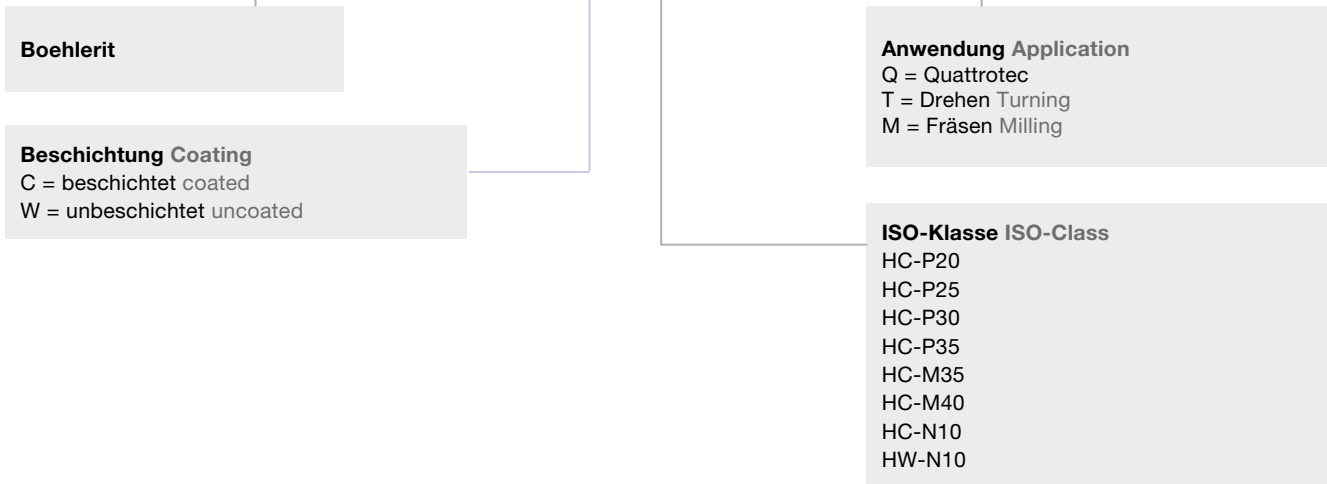 Boehlerit
Beschichtung Coating
C = beschichtet coated
W = unbeschichtet uncoated
Anwendung Application
Q = Quattrotec
T = Drehen Turning
M = Fräsen Milling
ISO-Klasse ISO-Class
HC-P20
HC-P25
HC-P30
HC-P35
HC-M35
HC-M40
HC-N10
HW-N10